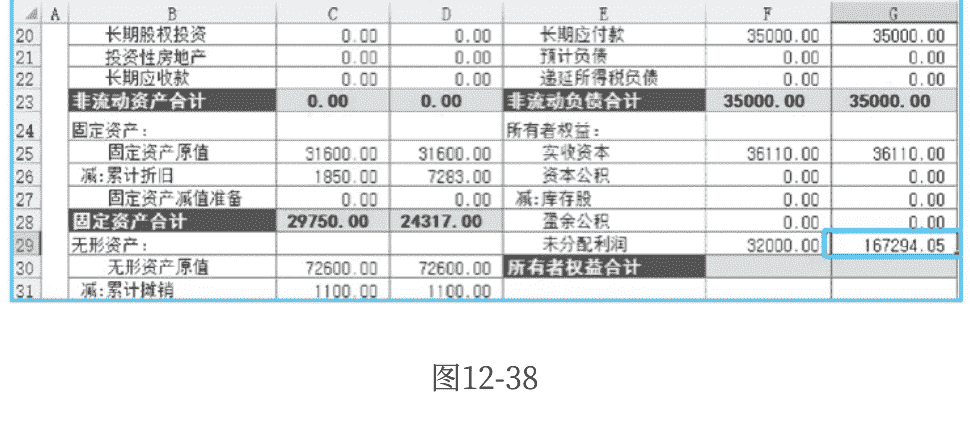 A B C D E F G
20 长期股权投资 0.00 0.00 长期应付款 35000.00 35000.00
21 投资性房地产 0.00 0.00 预计负债 0.00 0.00
22 长期应收款 0.00 0.00 递延所得税负债 0.00 0.00
23 非流动资产合计 0.00 0.00 非流动负债合计 35000.00 35000.00
24 固定资产: 所有者权益:
25 固定资产原值 31600.00 31600.00 实收资本 36110.00 36110.00
26 减:累计折旧 1850.00 7283.00 资本公积 0.00 0.00
27 固定资产减值准备 0.00 0.00 减:库存股 0.00 0.00
28 固定资产合计 29750.00 24317.00 盈余公积 0.00 0.00
29 无形资产: 未分配利润 32000.00 167294.05
30 无形资产原值 72600.00 72600.00 所有者权益合计
31 减:累计摊销 1100.00 1100.00
图12-38